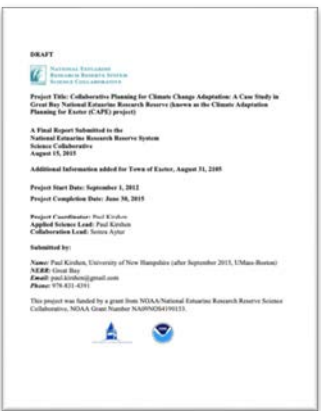 DRAFT
NATIONAL ESTUARINE
RESEARCH RESERVE SYSTEM
SCIENCE COLLABORATIVE
Project Title: Collaborative Planning for Climate Change Adaptation: A Case Study in
Great Bay National Estuarine Research Reserve (known as the Climate Adaptation
Planning for Exeter (CAPE) project)
A Final Report Submitted to the
National Estuarine Research Reserve System
Science Collaborative
August 15, 2015
Additional Information added for Town of Exeter, August 31, 2105
Project Start Date: September 1, 2012
Project Completion Date: June 30, 2015
Project Coordinator: Paul Kirshen
Applied Science Lead: Paul Kirshen
Collaboration Lead: Semra Aytur
Submitted by:
Name: Paul Kirshen, University of New Hampshire (after September 2015, UMass-Boston)
NERR: Great Bay
Email: paul.kirshen@gmail.com
Phone: 978-831-4391
This project was funded by a grant from NOAA/National Estuarine Research Reserve Science
Collaborative, NOAA Grant Number NA09NOS4190153.